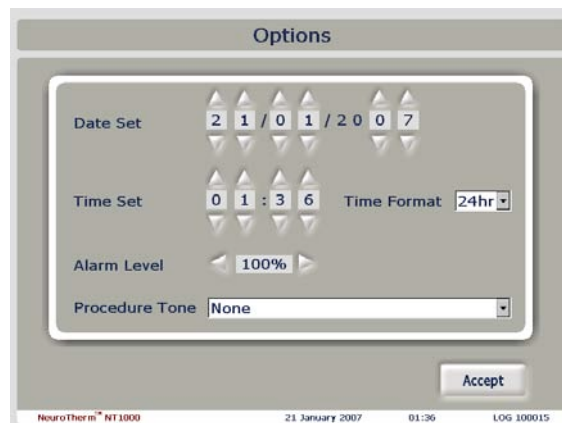 Options
Date Set 2 1 / 0 1 / 2 0 0 7
Time Set 0 1 : 3 6 Time Format 24hr
Alarm Level 100%
Procedure Tone None
Accept
NeuroTherm™ NT1000 21 January 2007 01:36 LOG 100015